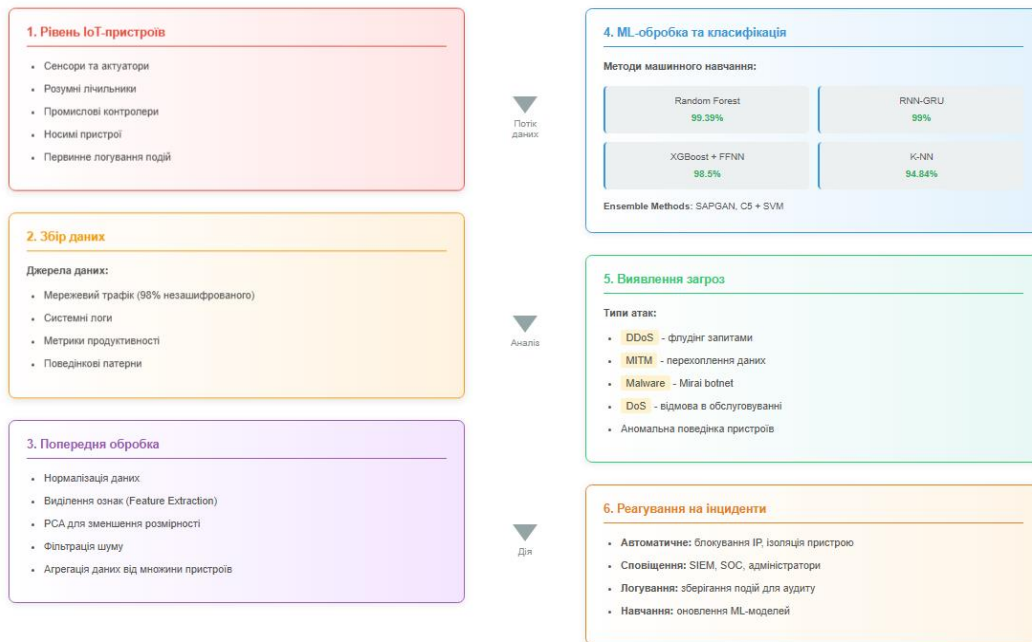 1. Рівень IoT-пристроїв
Сенсори та актуатори
Розумні лічильники
Промислові контролери
Носимі пристрої
Первинне логування подій
2. Збір даних
Джерела даних:
Мережевий трафік (98% незашифрованого)
Системні логи
Метрики продуктивності
Поведінкові патерни
3. Попередня обробка
Нормалізація даних
Виділення ознак (Feature Extraction)
PCA для зменшення розмірності
Фільтрація шуму
Агрегація даних від множини пристроїв
Потік
даних
Аналіз
Дія
4. ML-обробка та класифікація
Методи машинного навчання:
Random Forest
99.39%
RNN-GRU
99%
XGBoost + FFNN
98.5%
K-NN
94.84%
Ensemble Methods: SAPGAN, C5 + SVM
5. Виявлення загроз
Типи атак:
DDoS - флудінг запитами
MITM - перехоплення даних
Malware - Mirai botnet
DoS - відмова в обслуговуванні
Аномальна поведінка пристроїв
6. Реагування на інциденти
Автоматичне: блокування IP, ізоляція пристрою
Сповіщення: SIEM, SOC, адміністратори
Логування: зберігання подій для аудиту
Навчання: оновлення ML-моделей